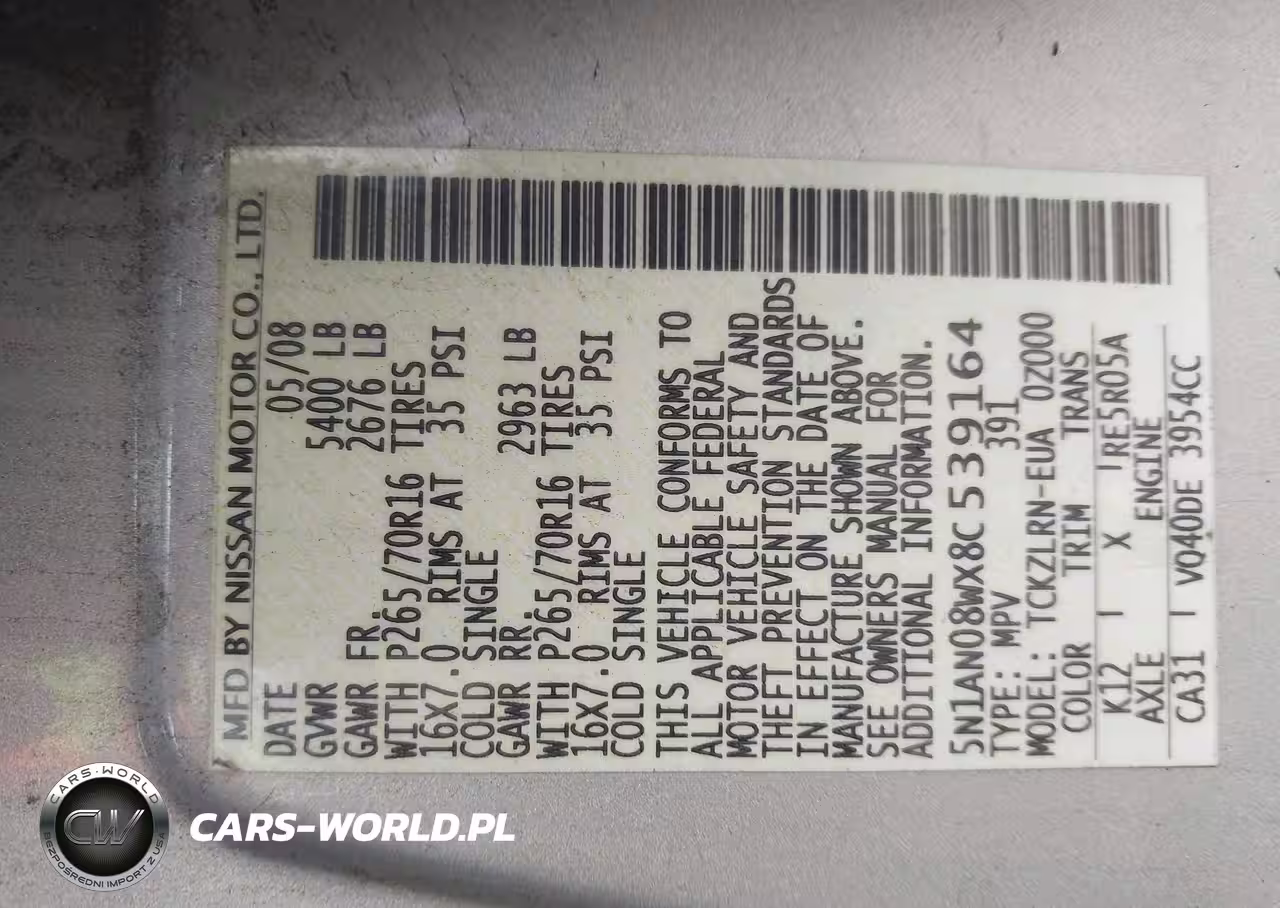 MFD BY NISSAN MOTOR CO., LTD.
DATE 05/08
GVWR 5400 LB
GAWR FR. 2676 LB
WITH P265/70R16 TIRES
16X7.0 RIMS AT 35 PSI
COLD SINGLE
GAWR RR. 2963 LB
WITH P265/70R16 TIRES
16X7.0 RIMS AT 35 PSI
COLD SINGLE
THIS VEHICLE CONFORMS TO
ALL APPLICABLE FEDERAL
MOTOR VEHICLE SAFETY AND
THEFT PREVENTION STANDARDS
IN EFFECT ON THE DATE OF
MANUFACTURE SHOWN ABOVE.
SEE OWNERS MANUAL FOR
ADDITIONAL INFORMATION.
5N1AN08WX8C539164
TYPE: MPV 391
MODEL: TCKZLRN-EUA 0Z000
COLOR TRIM TRANS
K12 X RE5R05A
AXLE ENGINE
CA31 VQ40DE 3954CC
CARS-WORLD
CW
BEZPOŚREDNI IMPORT Z USA
CARS-WORLD.PL